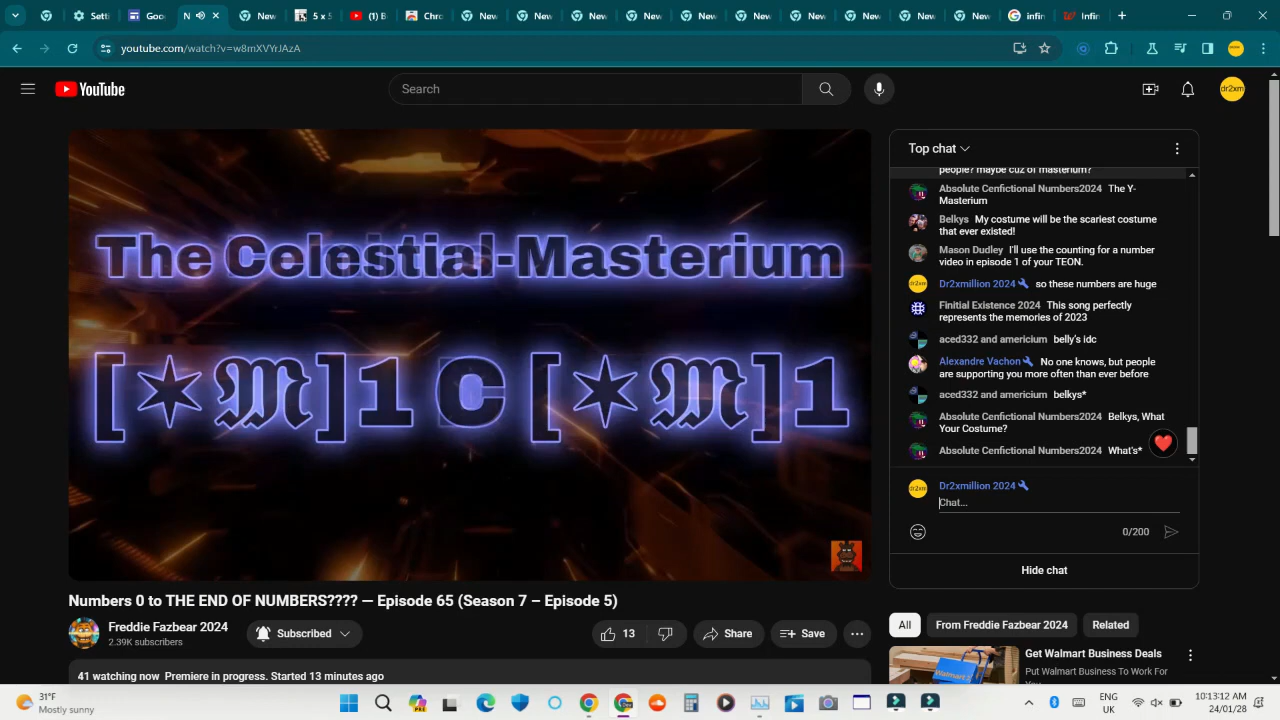 Setti
Goo
N
New
5 x 5
(1) B
Chro
New
New
New
New
New
New
New
New
New
New
infin
Infin
youtube.com/watch?v=w8mXVYrJAzA
YouTube
Search
dr2xm
The Celestial-Masterium
[✶𝔐]1 C [✶𝔐]1
Top chat
people? maybe cuz of masterium?
Absolute Cenfictional Numbers2024 The Y-
Masterium
Belkys My costume will be the scariest costume
that ever existed!
Mason Dudley I'll use the counting for a number
video in episode 1 of your TEON.
Dr2xmillion 2024 so these numbers are huge
Finitial Existence 2024 This song perfectly
represents the memories of 2023
aced332 and americium belly's idc
Alexandre Vachon No one knows, but people
are supporting you more often than ever before
aced332 and americium belkys*
Absolute Cenfictional Numbers2024 Belkys, What
Your Costume?
Absolute Cenfictional Numbers2024 What's*
Dr2xmillion 2024
Chat...
0/200
Hide chat
Numbers 0 to THE END OF NUMBERS???? — Episode 65 (Season 7 – Episode 5)
Freddie Fazbear 2024
2.39K subscribers
Subscribed
13
Share
Save
41 watching now Premiere in progress. Started 13 minutes ago
All
From Freddie Fazbear 2024
Related
Get Walmart Business Deals
Put Walmart Business To Work For
31°F
Mostly sunny
ENG
UK
10:13:12 AM
24/01/28